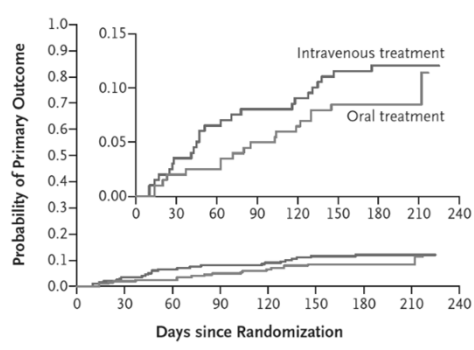 Probability of Primary Outcome
1.0
0.9
0.8
0.7
0.6
0.5
0.4
0.3
0.2
0.1
0.0
0.15
0.10
0.05
0.00
Intravenous treatment
Oral treatment
0 30 60 90 120 150 180 210 240
0 30 60 90 120 150 180 210 240
Days since Randomization